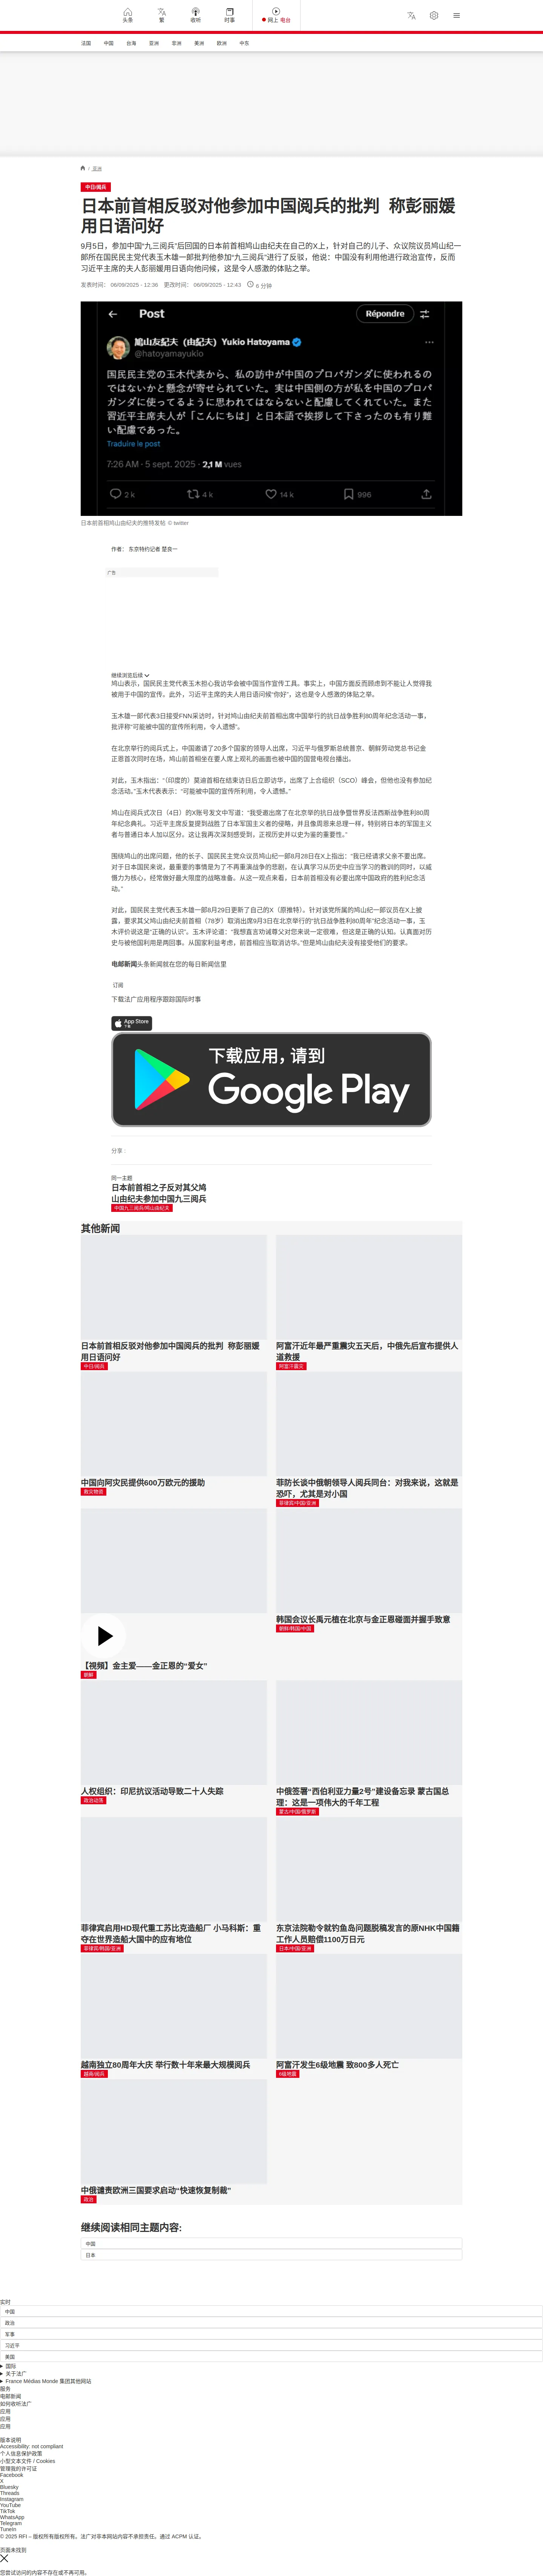 头条
繁
收听
时事
网上 电台
法国
中国
台海
亚洲
非洲
美洲
欧洲
中东
/ 亚洲
中日/阅兵
日本前首相反驳对他参加中国阅兵的批判 称彭丽媛
用日语问好
9月5日，参加中国“九三阅兵”后回国的日本前首相鸠山由纪夫在自己的X上，针对自己的儿子、众议院议员鸠山纪一
郎所在国民民主党代表玉木雄一郎批判他参加“九三阅兵”进行了反驳，他说：中国没有利用他进行政治宣传，反而
习近平主席的夫人彭丽媛用日语向他问候，这是令人感激的体贴之举。
发表时间： 06/09/2025 - 12:36 更改时间： 06/09/2025 - 12:43 6 分钟
Post
Répondre
鳩山友紀夫（由紀夫）Yukio Hatoyama
@hatoyamayukio
国民民主党の玉木代表から、私の訪中が中国のプロパガンダに使われるの
ではないかと懸念が寄せられている。実は中国側の方が私を中国のプロパ
ガンダに使ってるように思われてはならないと配慮してくれていた。また
習近平主席の夫人が「こんにちは」と日本語で挨拶して下さったのも有り難
い配慮であった。
Traduire le post
7:26 AM · 5 sept. 2025 · 2,1 M vues
2 k
4 k
14 k
996
日本前首相鸠山由纪夫的推特发帖 © twitter
作者： 东京特约记者 楚良一
广告
继续浏览后续
鸠山表示，国民民主党代表玉木担心我访华会被中国当作宣传工具。事实上，中国方面反而顾虑到不能让人觉得我
被用于中国的宣传。此外，习近平主席的夫人用日语问候“你好”，这也是令人感激的体贴之举。
玉木雄一郎代表3日接受FNN采访时，针对鸠山由纪夫前首相出席中国举行的抗日战争胜利80周年纪念活动一事，
批评称“可能被中国的宣传所利用，令人遗憾”。
在北京举行的阅兵式上，中国邀请了20多个国家的领导人出席，习近平与俄罗斯总统普京、朝鲜劳动党总书记金
正恩首次同时在场，鸠山前首相坐在要人席上观礼的画面也被中国的国营电视台播出。
对此，玉木指出：“（印度的）莫迪首相在结束访日后立即访华，出席了上合组织（SCO）峰会，但他也没有参加纪
念活动。”玉木代表表示：“可能被中国的宣传所利用，令人遗憾。”
鸠山在阅兵式次日（4日）的X账号发文中写道：“我受邀出席了在北京举的抗日战争暨世界反法西斯战争胜利80周
年纪念典礼。习近平主席反复提到战胜了日本军国主义者的侵略，并且像周恩来总理一样，特别将日本的军国主义
者与普通日本人加以区分。这让我再次深刻感受到，正视历史并以史为鉴的重要性。”
围绕鸠山的出席问题，他的长子、国民民主党众议员鸠山纪一郎8月28日在X上指出：“我已经请求父亲不要出席。
对于日本国民来说，最重要的事情是为了不再重演战争的悲剧，在认真学习从历史中应当学习的教训的同时，以威
慑力为核心，经常做好最大限度的战略准备。从这一观点来看，日本前首相没有必要出席中国政府的胜利纪念活
动。”
对此，国民民主党代表玉木雄一郎8月29日更新了自己的X（原推特）。针对该党所属的鸠山纪一郎议员在X上披
露，要求其父鸠山由纪夫前首相（78岁）取消出席9月3日在北京举行的“抗日战争胜利80周年”纪念活动一事，玉
木评价说这是“正确的认识”。玉木评论道：“我想直言劝诫尊父对您来说一定很难，但这是正确的认知。认真面对历
史与被他国利用是两回事。从国家利益考虑，前首相应当取消访华。”但是鸠山由纪夫没有接受他们的要求。
电邮新闻头条新闻就在您的每日新闻信里
订阅
下载法广应用程序跟踪国际时事
App Store
下载应用，请到
Google Play
分享 :
同一主题
日本前首相之子反对其父鸠
山由纪夫参加中国九三阅兵
中国九三阅兵/鸠山由纪夫
其他新闻
日本前首相反驳对他参加中国阅兵的批判 称彭丽媛
用日语问好
中日/阅兵
阿富汗近年最严重震灾五天后，中俄先后宣布提供人
道救援
阿富汗震灾
中国向阿灾民提供600万欧元的援助
救灾物资
菲防长谈中俄朝领导人阅兵同台：对我来说，这就是
恐吓，尤其是对小国
菲律宾/中国/亚洲
【视频】金主爱——金正恩的“爱女”
朝鲜
韩国会议长禹元植在北京与金正恩碰面并握手致意
朝鲜/韩国/中国
人权组织：印尼抗议活动导致二十人失踪
政治动荡
中俄签署“西伯利亚力量2号”建设备忘录 蒙古国总
理：这是一项伟大的千年工程
蒙古/中国/俄罗斯
菲律宾启用HD现代重工苏比克造船厂 小马科斯：重
夺在世界造船大国中的应有地位
菲律宾/韩国/亚洲
东京法院勒令就钓鱼岛问题脱稿发言的原NHK中国籍
工作人员赔偿1100万日元
日本/中国/亚洲
越南独立80周年大庆 举行数十年来最大规模阅兵
越南/阅兵
阿富汗发生6级地震 致800多人死亡
6级地震
中俄谴责欧洲三国要求启动“快速恢复制裁”
政治
继续阅读相同主题内容:
中国
日本
实时
中国
政治
军事
习近平
美国
国际
关于法广
France Médias Monde 集团其他网站
服务
电邮新闻
如何收听法广
应用
应用
应用
版本说明
Accessibility: not compliant
个人信息保护政策
小型文本文件 / Cookies
管理我的许可证
Facebook
X
Bluesky
Threads
Instagram
YouTube
TikTok
WhatsApp
Telegram
TuneIn
© 2025 RFI – 版权所有版权所有。法广对非本网站内容不承担责任。通过 ACPM 认证。
页面未找到
您尝试访问的内容不存在或不再可用。